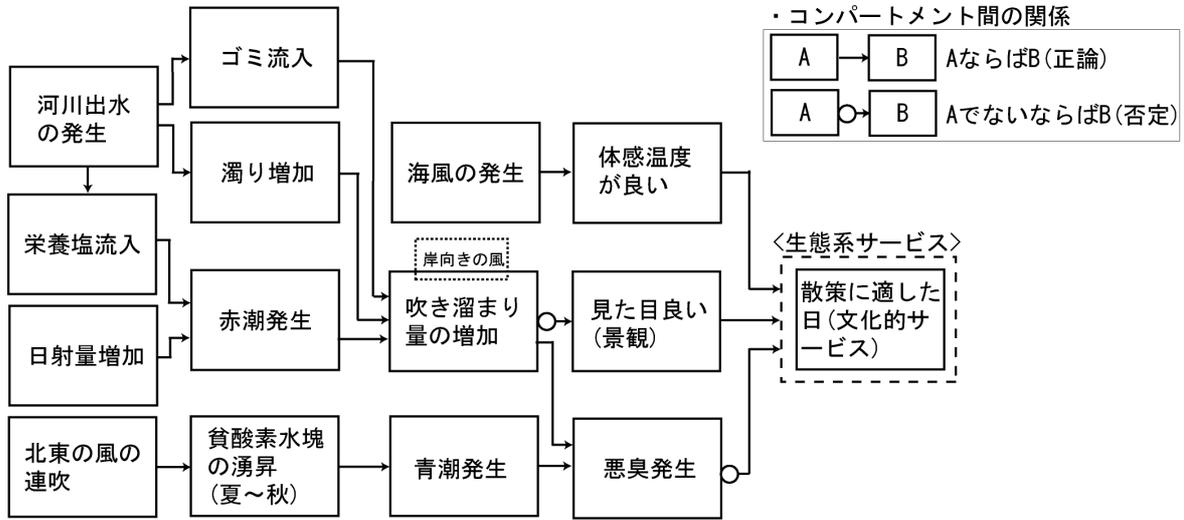 ・コンパートメント間の関係
A
B
AならばB(正論)
A
B
AでないならばB(否定)
ゴミ流入
河川出水
の発生
濁り増加
海風の発生
体感温度
が良い
栄養塩流入
<生態系サービス>
岸向きの風
赤潮発生
吹き溜まり
量の増加
見た目良い
(景観)
散策に適した
日(文化的サ
ービス)
日射量増加
北東の風の
連吹
貧酸素水塊
の湧昇
(夏～秋)
青潮発生
悪臭発生